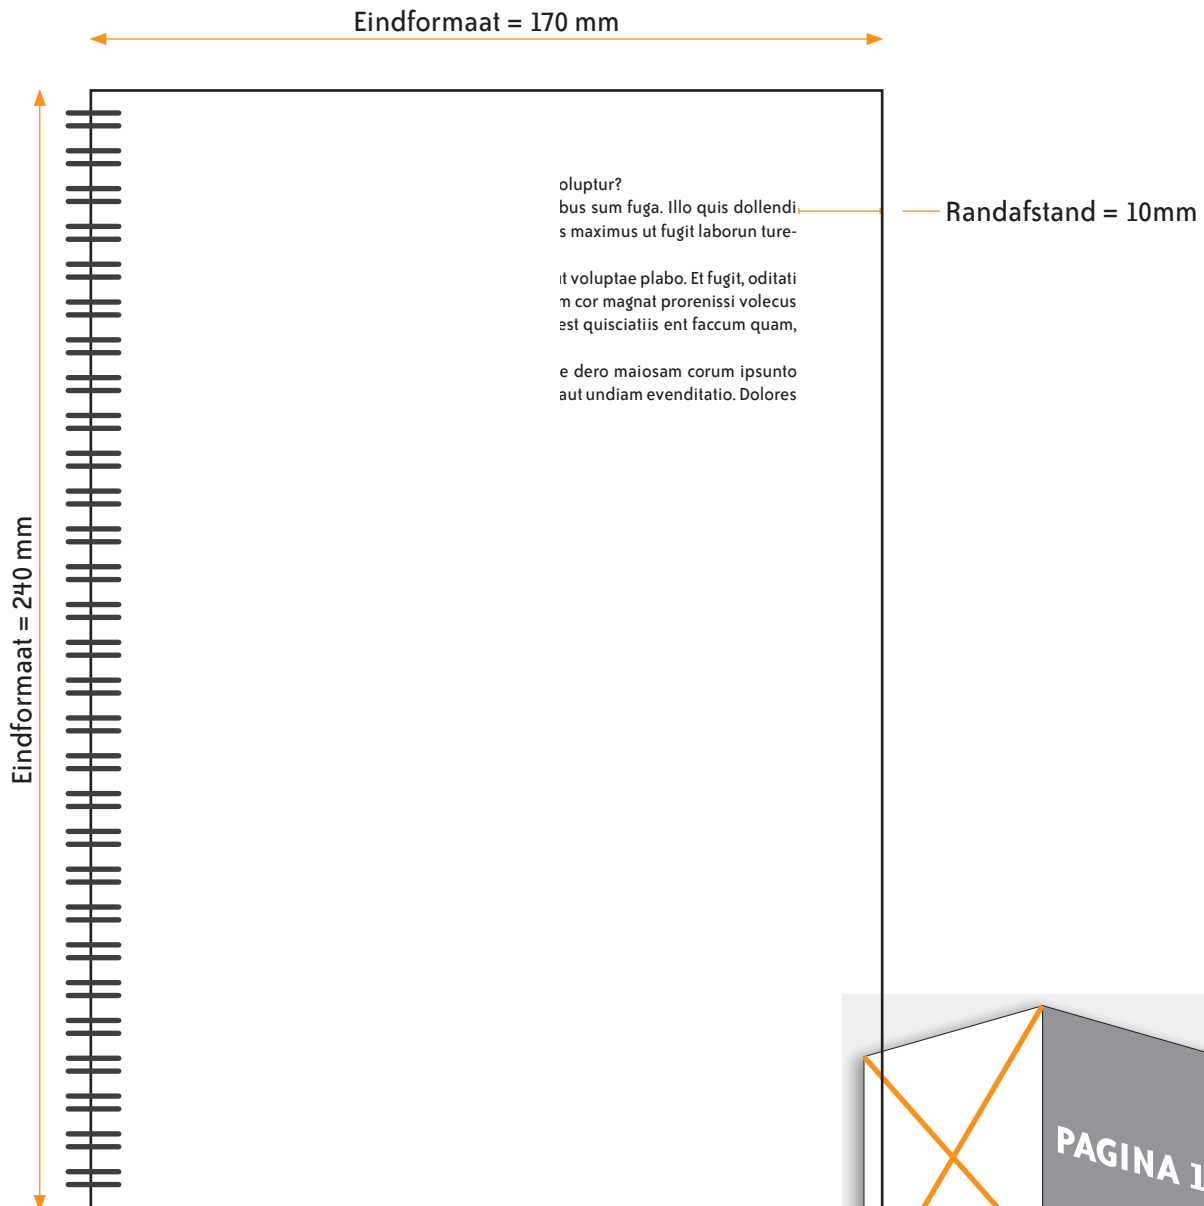 Eindformaat = 170 mm
oluptur?
bus sum fuga. Illo quis dollendi
Randafstand = 10mm
s maximus ut fugit laborun ture-
t voluptae plabo. Et fugit, oditati
m cor magnat prorenissi volecus
est quisciatiis ent faccum quam,
e dero maiosam corum ipsunto
aut undiam evenditatio. Dolores
Eindformaat = 240 mm
PAGINA 1